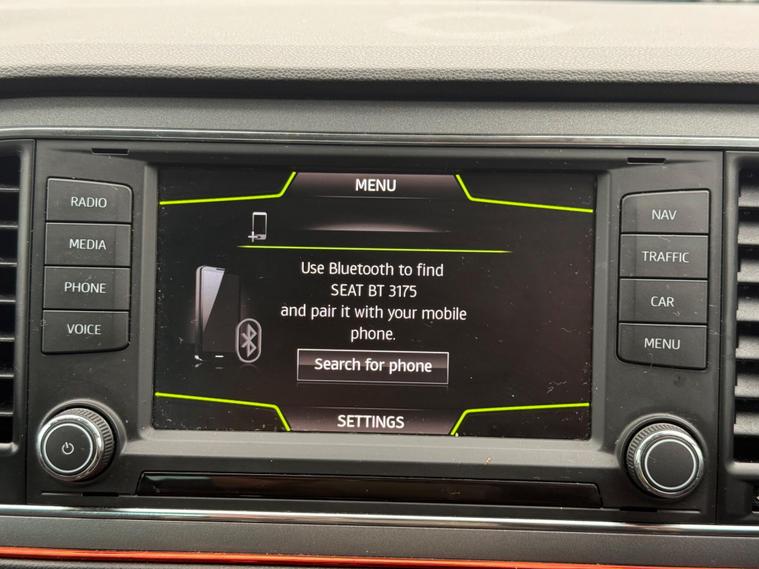 MENU
RADIO
MEDIA
PHONE
VOICE
Use Bluetooth to find
SEAT BT 3175
and pair it with your mobile
phone.
Search for phone
SETTINGS
NAV
TRAFFIC
CAR
MENU